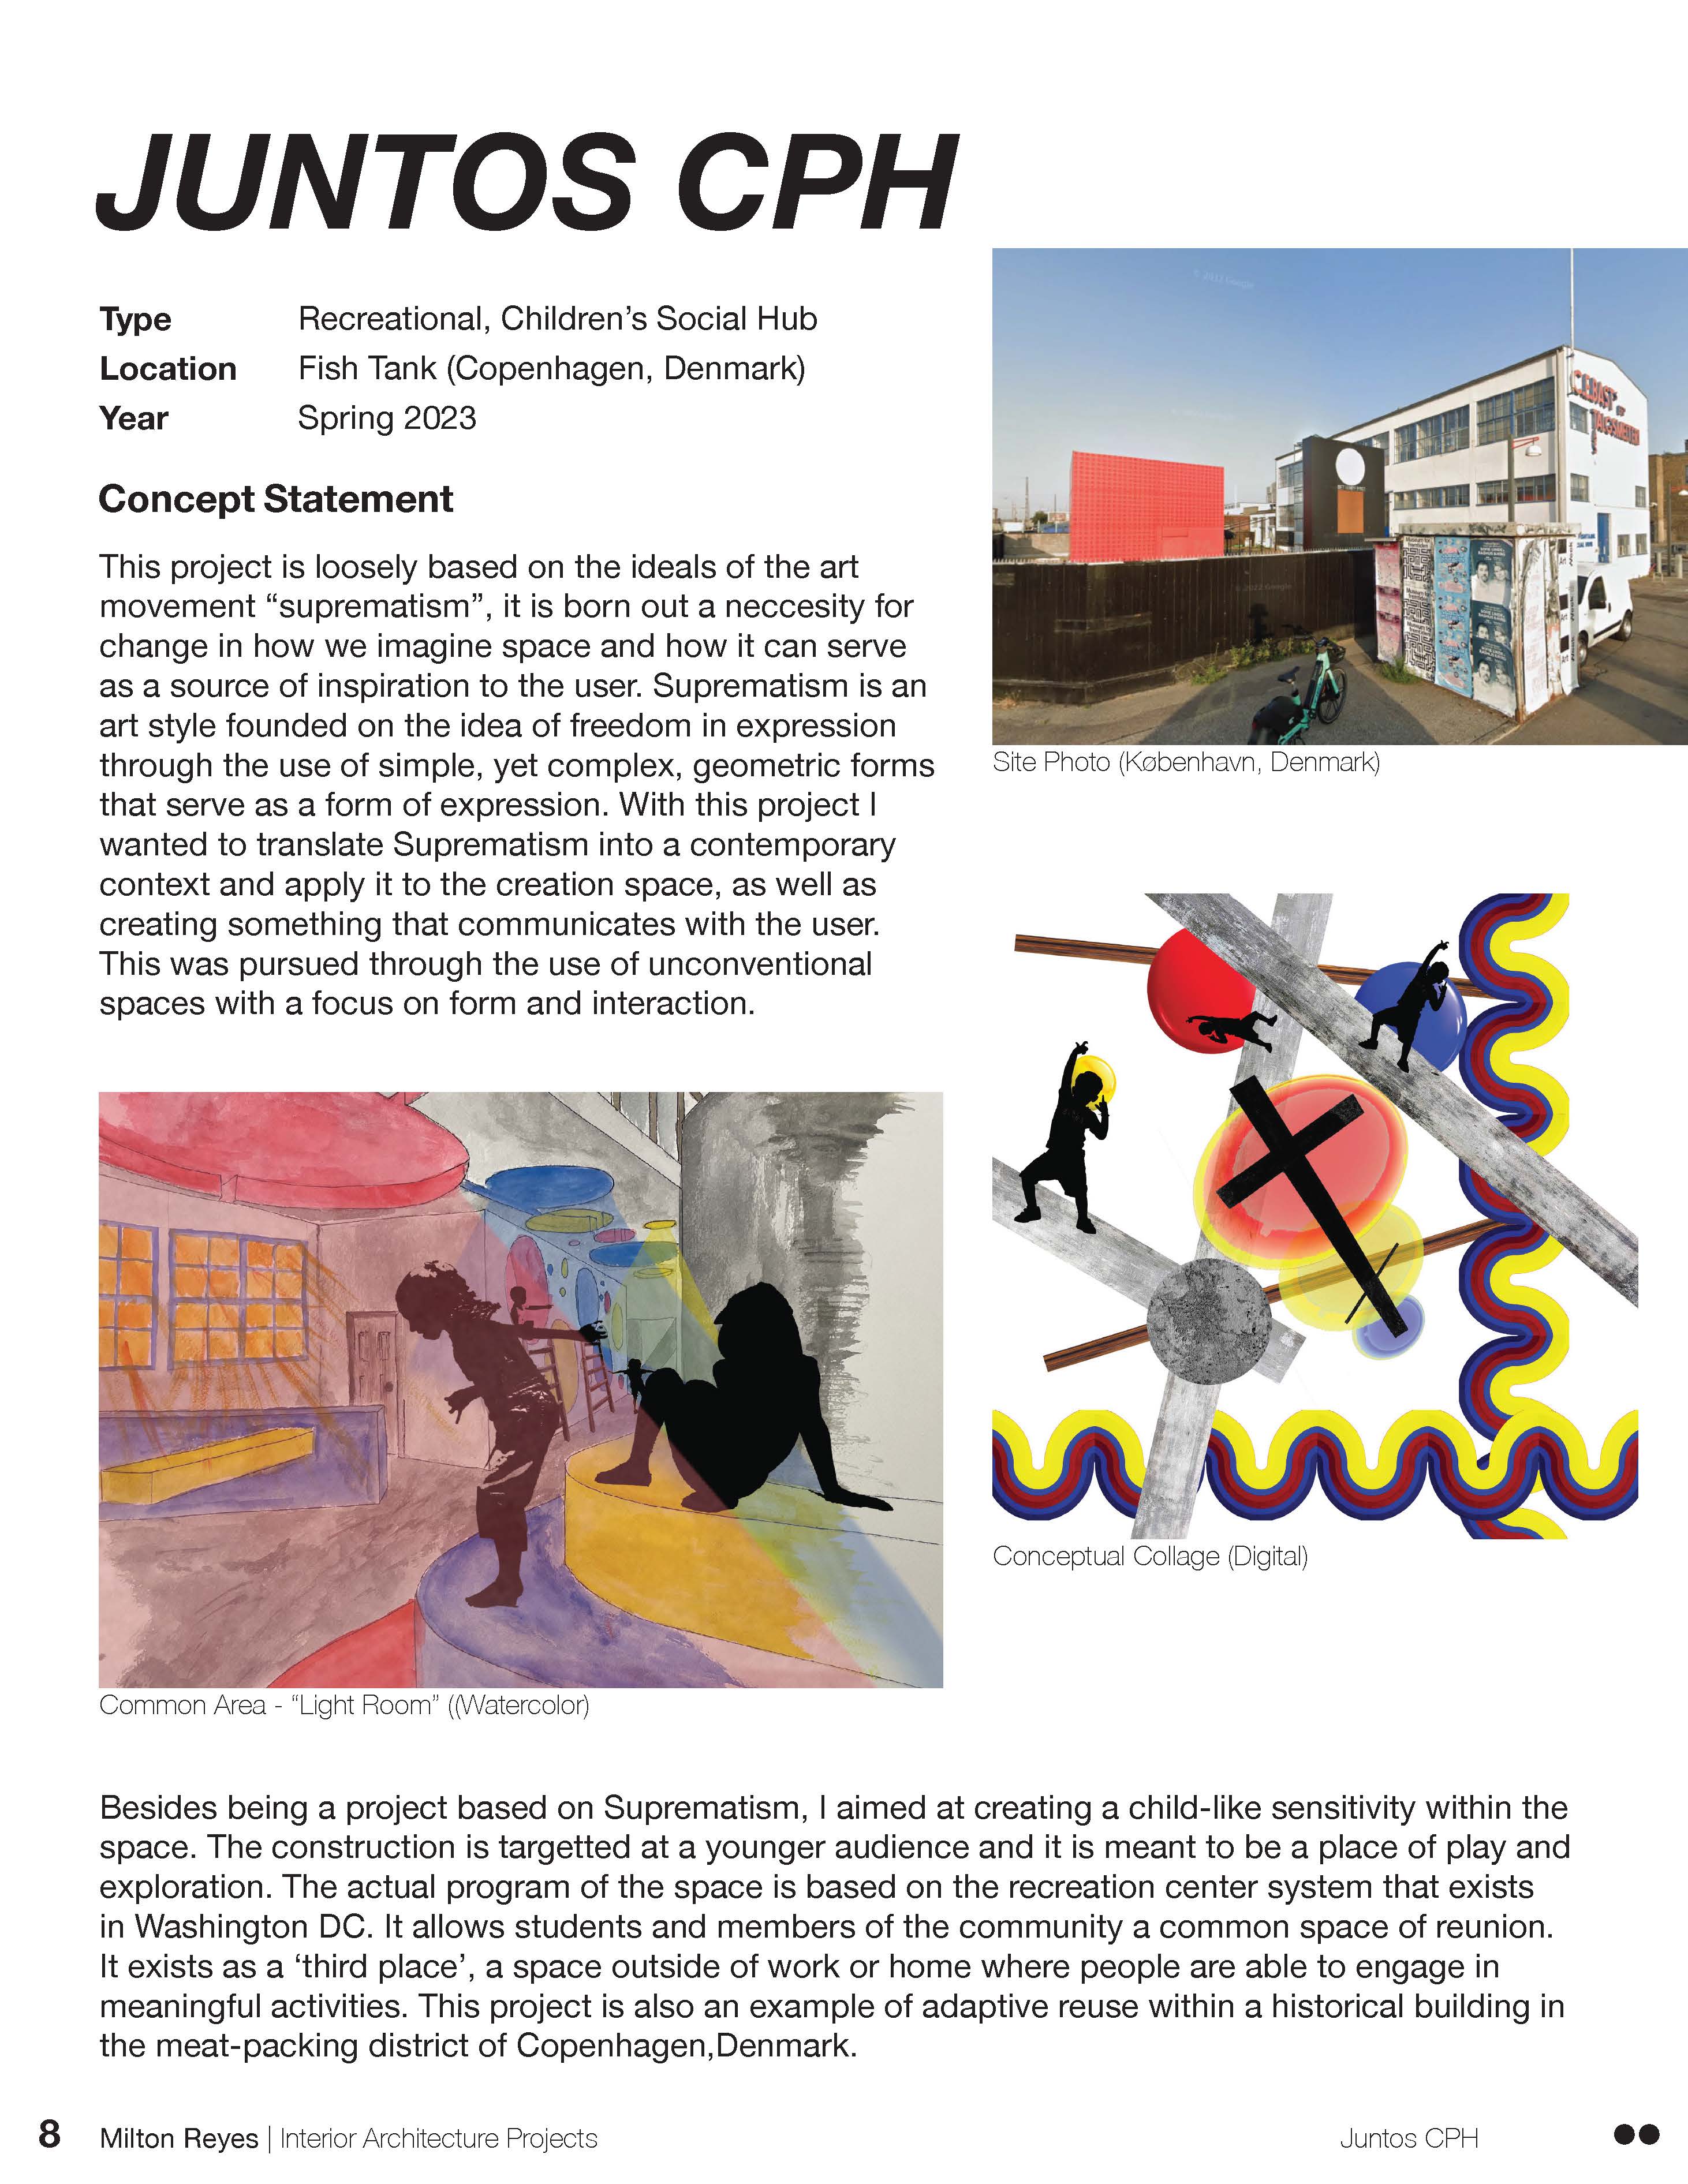 JUNTOS CPH
Type Recreational, Children’s Social Hub
Location Fish Tank (Copenhagen, Denmark)
Year Spring 2023
Concept Statement
This project is loosely based on the ideals of the art
movement “suprematism”, it is born out a neccesity for
change in how we imagine space and how it can serve
as a source of inspiration to the user. Suprematism is an
art style founded on the idea of freedom in expression
through the use of simple, yet complex, geometric forms
that serve as a form of expression. With this project I
wanted to translate Suprematism into a contemporary
context and apply it to the creation space, as well as
creating something that communicates with the user.
This was pursued through the use of unconventional
spaces with a focus on form and interaction.
Site Photo (København, Denmark)
Conceptual Collage (Digital)
Common Area - “Light Room” ((Watercolor)
Besides being a project based on Suprematism, I aimed at creating a child-like sensitivity within the
space. The construction is targetted at a younger audience and it is meant to be a place of play and
exploration. The actual program of the space is based on the recreation center system that exists
in Washington DC. It allows students and members of the community a common space of reunion.
It exists as a ‘third place’, a space outside of work or home where people are able to engage in
meaningful activities. This project is also an example of adaptive reuse within a historical building in
the meat-packing district of Copenhagen,Denmark.
8 Milton Reyes | Interior Architecture Projects Juntos CPH